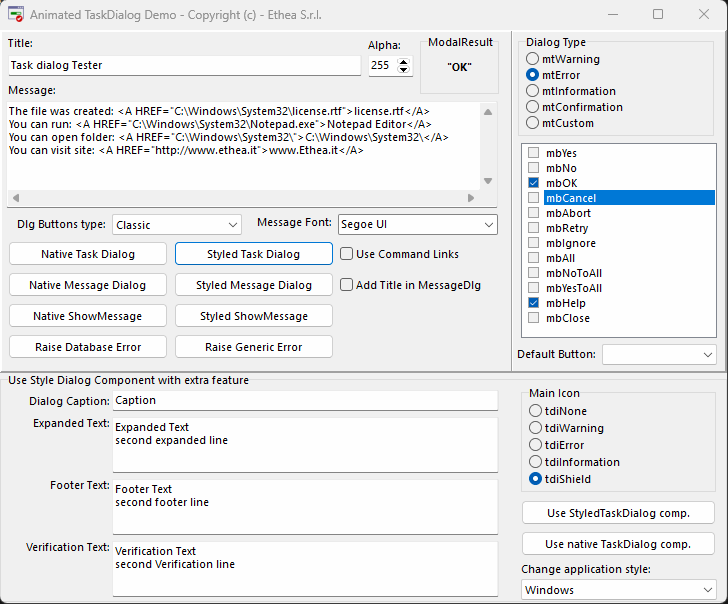 Animated TaskDialog Demo - Copyright (c) - Ethea S.r.l.
Title:
Task dialog Tester
Alpha:
255
ModalResult
"OK"
Message:
The file was created: <A HREF="C:\Windows\System32\license.rtf">license.rtf</A>
You can run: <A HREF="C:\Windows\System32\Notepad.exe">Notepad Editor</A>
You can open folder: <A HREF="C:\Windows\System32\">C:\Windows\System32\</A>
You can visit site: <A HREF="http://www.ethea.it">www.Ethea.it</A>
Dlg Buttons type:
Classic
Message Font:
Segoe UI
Native Task Dialog
Styled Task Dialog
Use Command Links
Native Message Dialog
Styled Message Dialog
Add Title in MessageDlg
Native ShowMessage
Styled ShowMessage
Raise Database Error
Raise Generic Error
Dialog Type
mtWarning
mtError
mtInformation
mtConfirmation
mtCustom
mbYes
mbNo
mbOK
mbCancel
mbAbort
mbRetry
mbIgnore
mbAll
mbNoToAll
mbYesToAll
mbHelp
mbClose
Default Button:
Use Style Dialog Component with extra feature
Dialog Caption:
Caption
Expanded Text:
Expanded Text
second expanded line
Footer Text:
Footer Text
second footer line
Verification Text:
Verification Text
second Verification line
Main Icon
tdiNone
tdiWarning
tdiError
tdiInformation
tdiShield
Use StyledTaskDialog comp.
Use native TaskDialog comp.
Change application style:
Windows